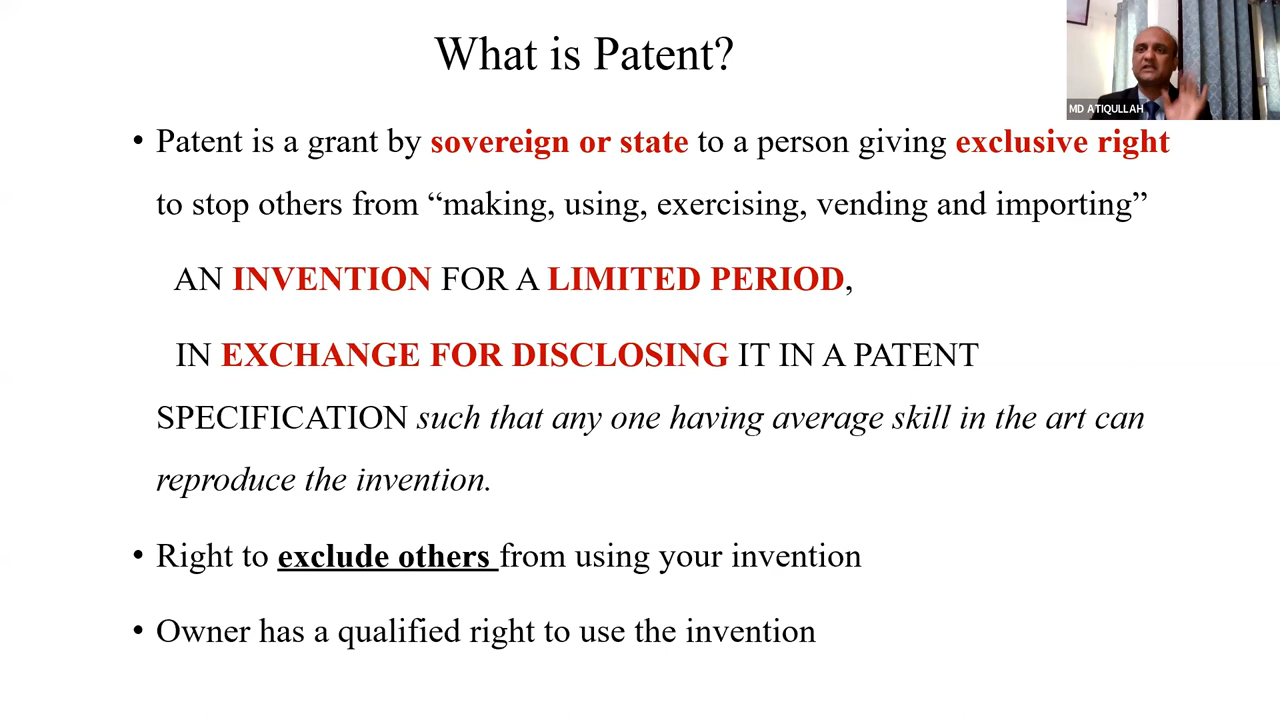 What is Patent?
MD ATIQULLAH
• Patent is a grant by sovereign or state to a person giving exclusive right
to stop others from “making, using, exercising, vending and importing”
AN INVENTION FOR A LIMITED PERIOD,
IN EXCHANGE FOR DISCLOSING IT IN A PATENT
SPECIFICATION such that any one having average skill in the art can
reproduce the invention.
• Right to exclude others from using your invention
• Owner has a qualified right to use the invention